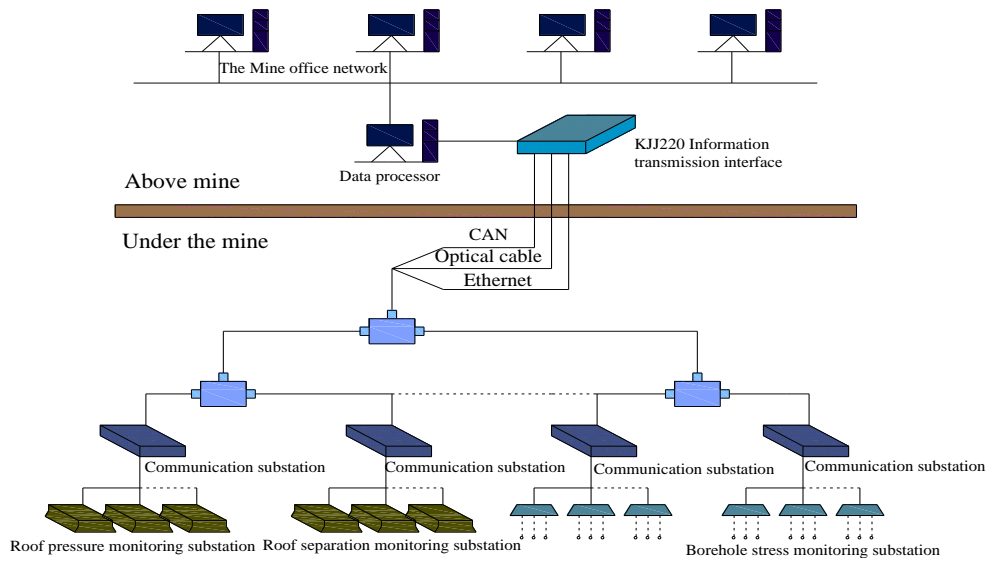 The Mine office network
KJJ220 Information
transmission interface
Data processor
Above mine
Under the mine
CAN
Optical cable
Ethernet
Communication substation
Communication substation
Communication substation
Communication substation
Roof pressure monitoring substation
Roof separation monitoring substation
Borehole stress monitoring substation